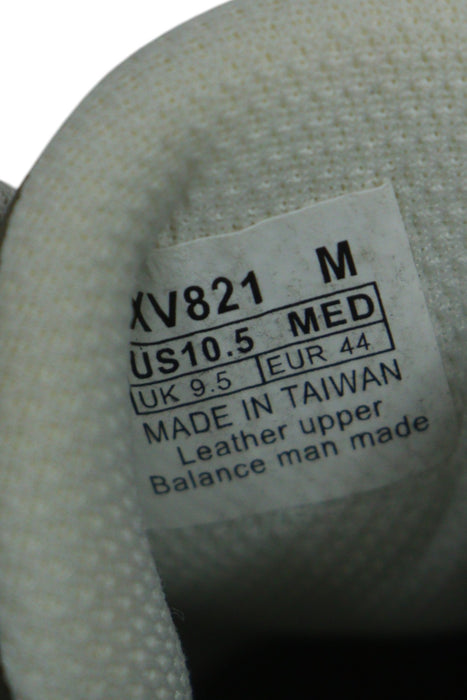 XV821 M
US10.5 MED
UK 9.5 EUR 44
MADE IN TAIWAN
Leather upper
Balance man made